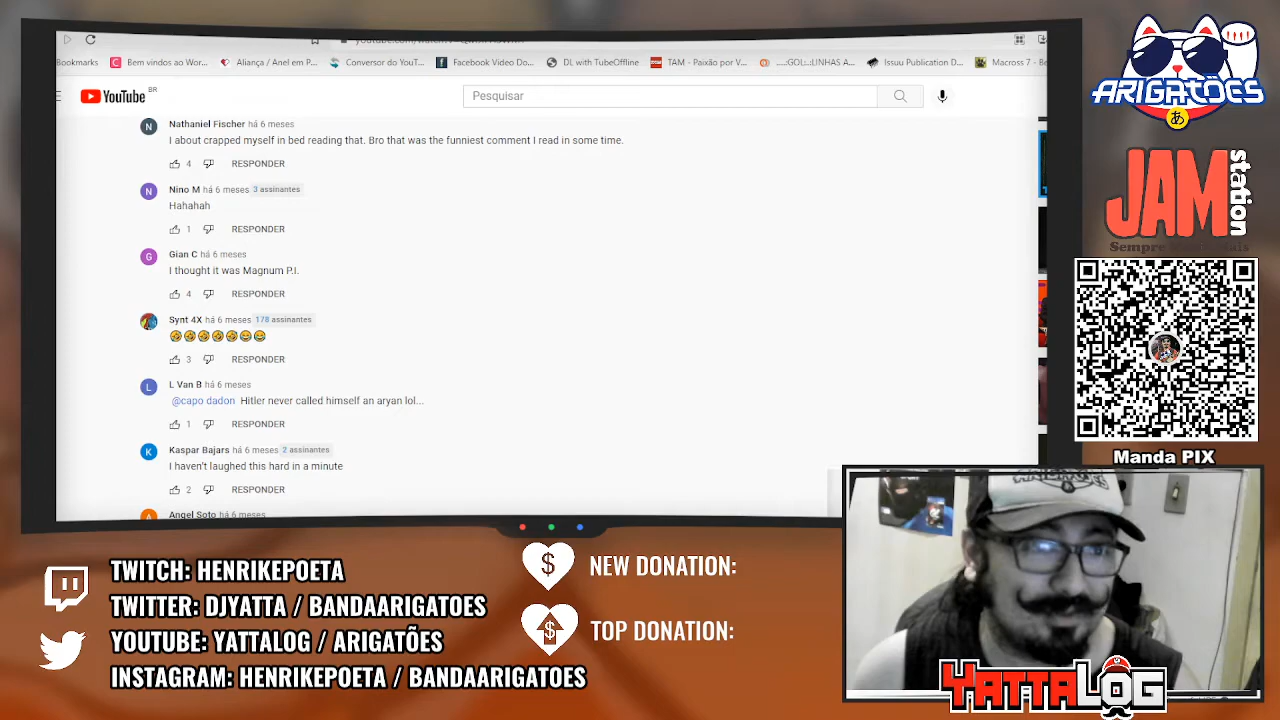 Bookmarks
Bem vindos ao Wor...
Aliança / Anel em P...
Conversor do YouT...
Facebook Video Do...
DL with TubeOffline
TAM - Paixão por V...
...::GOL::..:LINHAS A...
Issuu Publication D...
Macross 7 - Be
YouTube BR
Pesquisar
Nathaniel Fischer há 6 meses
I about crapped myself in bed reading that. Bro that was the funniest comment I read in some time.
4 RESPONDER
N
Nino M há 6 meses 3 assinantes
Hahahah
1 RESPONDER
N
Gian C há 6 meses
I thought it was Magnum P.I.
4 RESPONDER
G
Synt 4X há 6 meses 178 assinantes
🤣🤣🤣🤣🤣😂😂
3 RESPONDER
L Van B há 6 meses
@capo dadon Hitler never called himself an aryan lol...
1 RESPONDER
L
Kaspar Bajars há 6 meses 2 assinantes
I haven't laughed this hard in a minute
2 RESPONDER
K
Angel Soto há 6 meses
ARIGATÕES
あ
JAM
station
Manda PIX
TWITCH: HENRIKEPOETA
TWITTER: DJYATTA / BANDAARIGATOES
YOUTUBE: YATTALOG / ARIGATÕES
INSTAGRAM: HENRIKEPOETA / BANDAARIGATOES
$ NEW DONATION:
$ TOP DONATION:
ARIGATÕES
YATTALOG